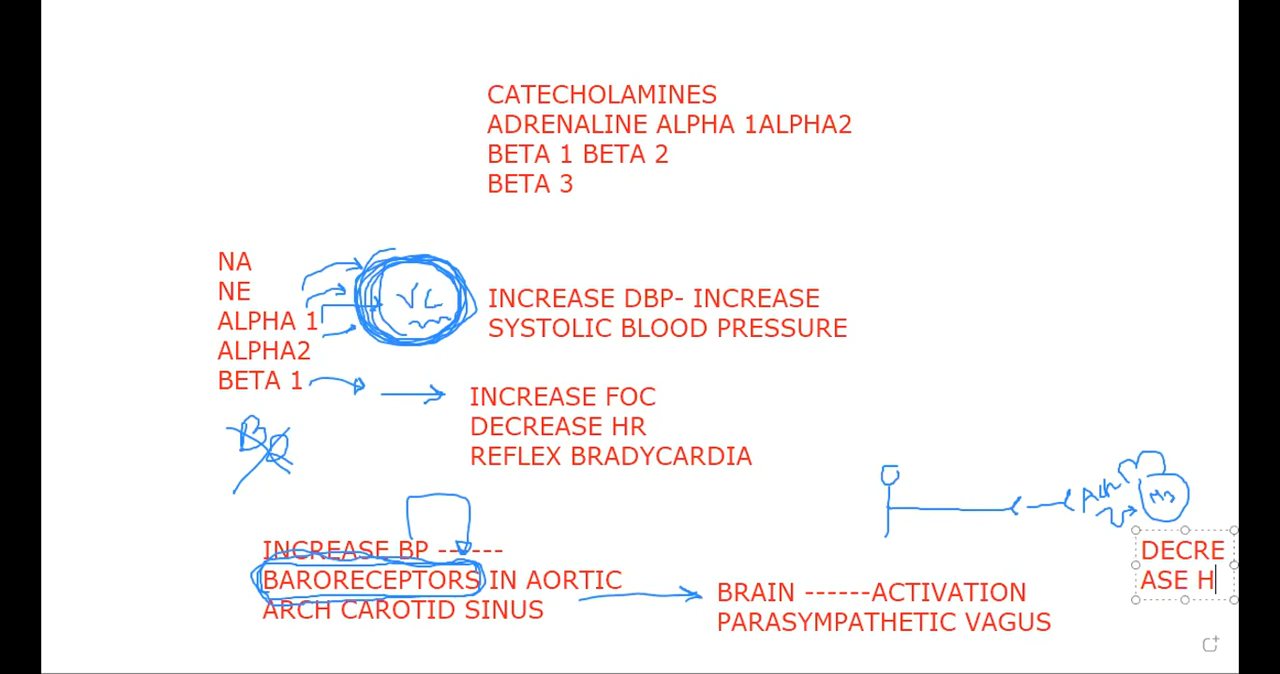 CATECHOLAMINES
ADRENALINE ALPHA 1ALPHA2
BETA 1 BETA 2
BETA 3
NA
NE
ALPHA 1
ALPHA2
BETA 1
VC
INCREASE DBP- INCREASE
SYSTOLIC BLOOD PRESSURE
INCREASE FOC
DECREASE HR
REFLEX BRADYCARDIA
INCREASE BP ------
BARORECEPTORS IN AORTIC
ARCH CAROTID SINUS
BRAIN ------ACTIVATION
PARASYMPATHETIC VAGUS
Ach
DECRE
ASE H